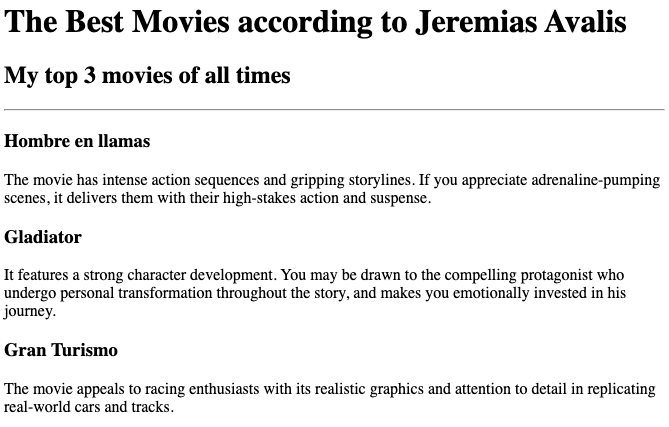 The Best Movies according to Jeremias Avalis
My top 3 movies of all times
Hombre en llamas
The movie has intense action sequences and gripping storylines. If you appreciate adrenaline-pumping
scenes, it delivers them with their high-stakes action and suspense.
Gladiator
It features a strong character development. You may be drawn to the compelling protagonist who
undergo personal transformation throughout the story, and makes you emotionally invested in his
journey.
Gran Turismo
The movie appeals to racing enthusiasts with its realistic graphics and attention to detail in replicating
real-world cars and tracks.